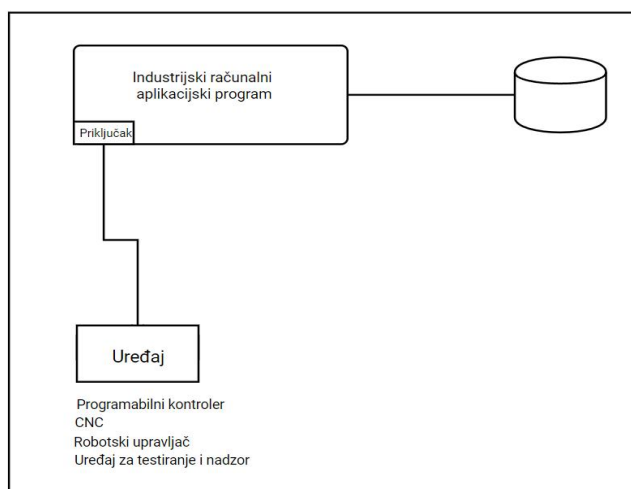 Industrijski računalni
aplikacijski program
Priključak
Uređaj
Programabilni kontroler
CNC
Robotski upravljač
Uređaj za testiranje i nadzor